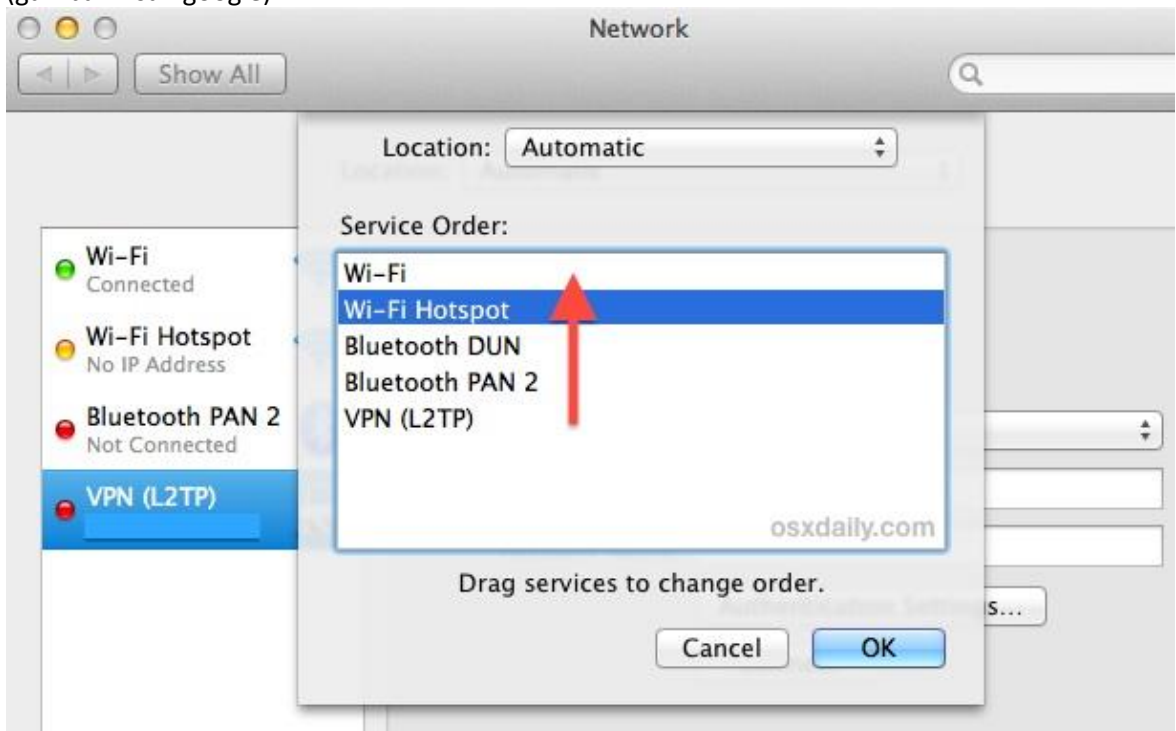 google)
Network
Show All
Location: Automatic
Service Order:
Wi-Fi
Connected
Wi-Fi Hotspot
No IP Address
Bluetooth PAN 2
Not Connected
VPN (L2TP)
Wi-Fi
Wi-Fi Hotspot
Bluetooth DUN
Bluetooth PAN 2
VPN (L2TP)
osxdaily.com
Drag services to change order.
s...
Cancel
OK